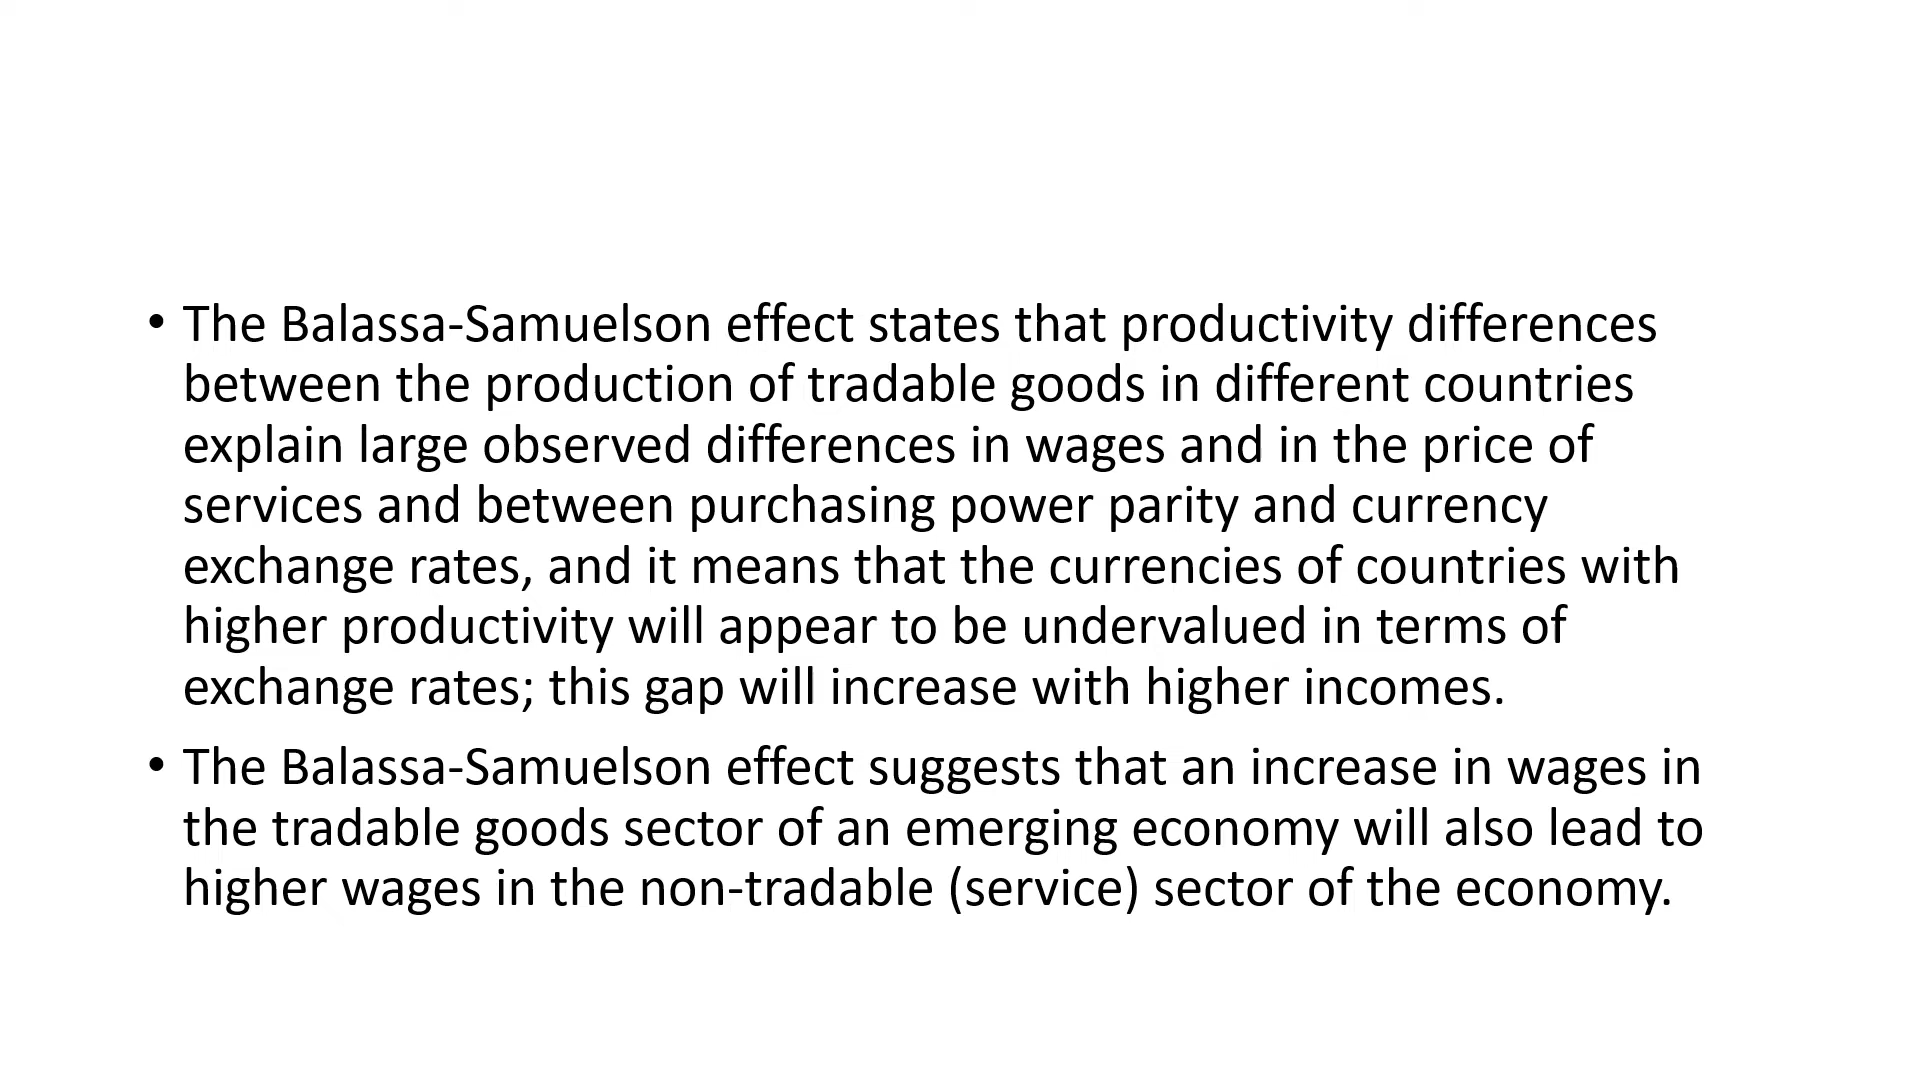 • The Balassa-Samuelson effect states that productivity differences
between the production of tradable goods in different countries
explain large observed differences in wages and in the price of
services and between purchasing power parity and currency
exchange rates, and it means that the currencies of countries with
higher productivity will appear to be undervalued in terms of
exchange rates; this gap will increase with higher incomes.
• The Balassa-Samuelson effect suggests that an increase in wages in
the tradable goods sector of an emerging economy will also lead to
higher wages in the non-tradable (service) sector of the economy.